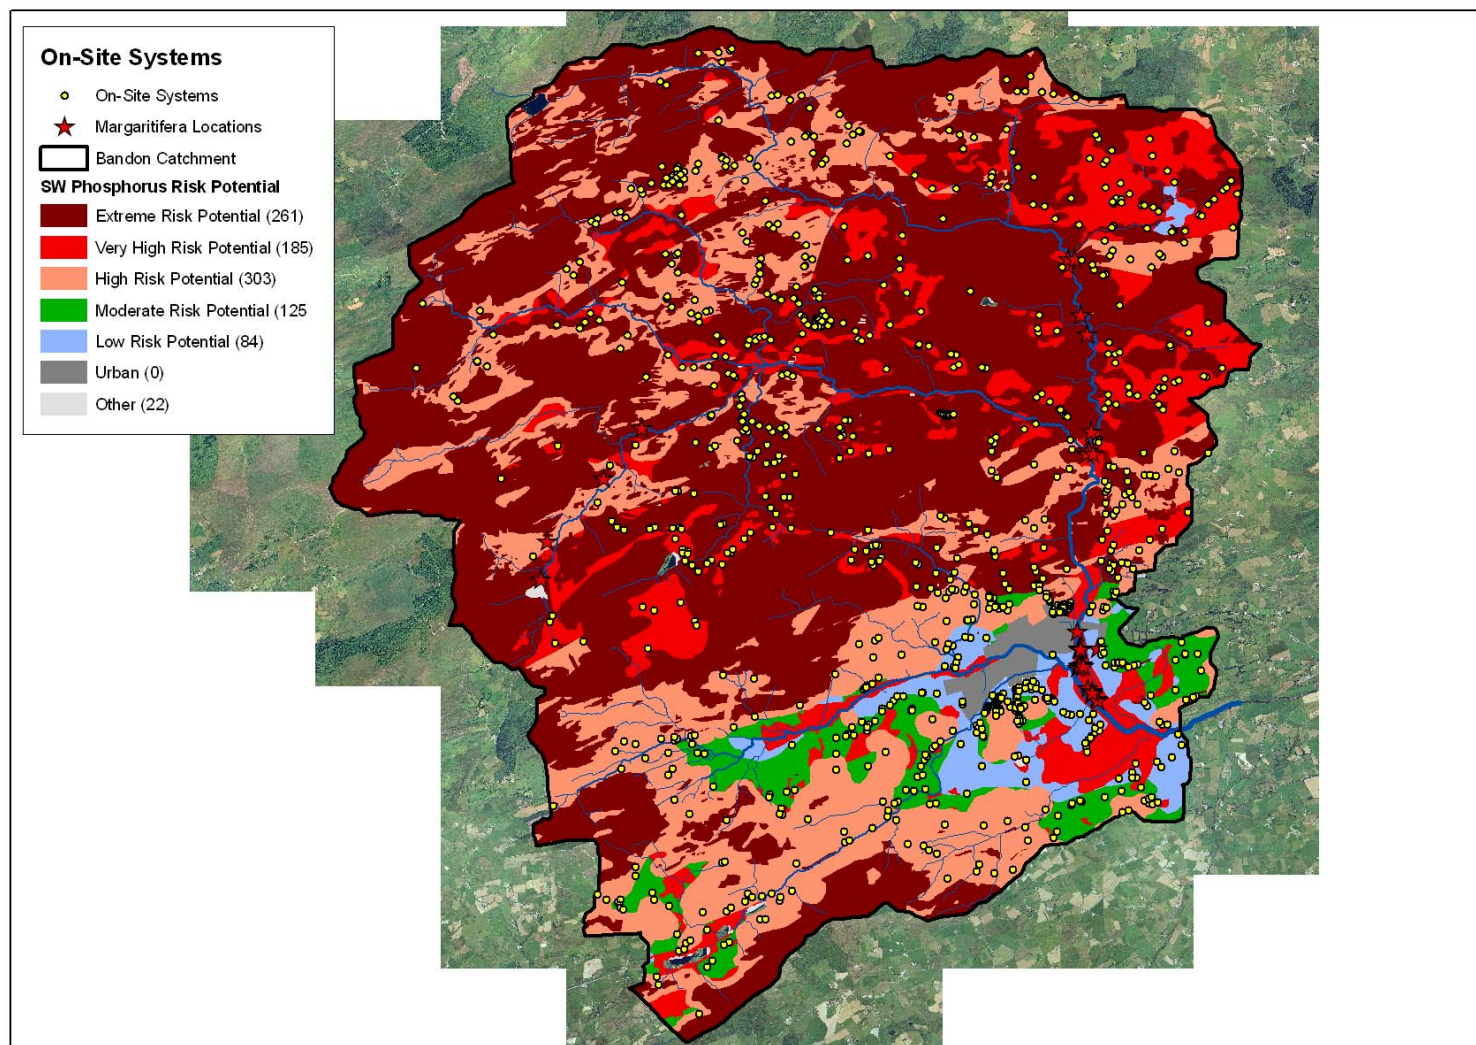 On-Site Systems
On-Site Systems
Margaritifera Locations
Bandon Catchment
SW Phosphorus Risk Potential
Extreme Risk Potential (261)
Very High Risk Potential (185)
High Risk Potential (303)
Moderate Risk Potential (125
Low Risk Potential (84)
Urban (0)
Other (22)